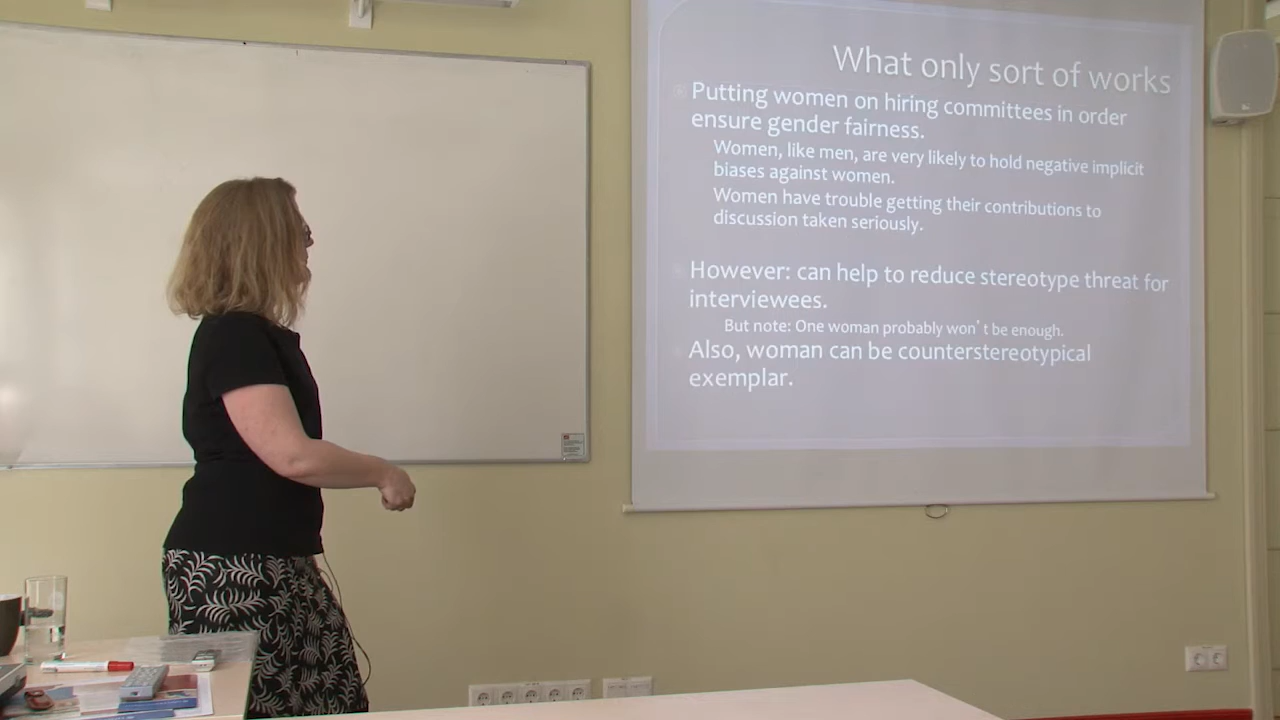 What only sort of works
Putting women on hiring committees in order
ensure gender fairness.
Women, like men, are very likely to hold negative implicit
biases against women.
Women have trouble getting their contributions to
discussion taken seriously.
However: can help to reduce stereotype threat for
interviewees.
But note: One woman probably won't be enough.
Also, woman can be counterstereotypical
exemplar.